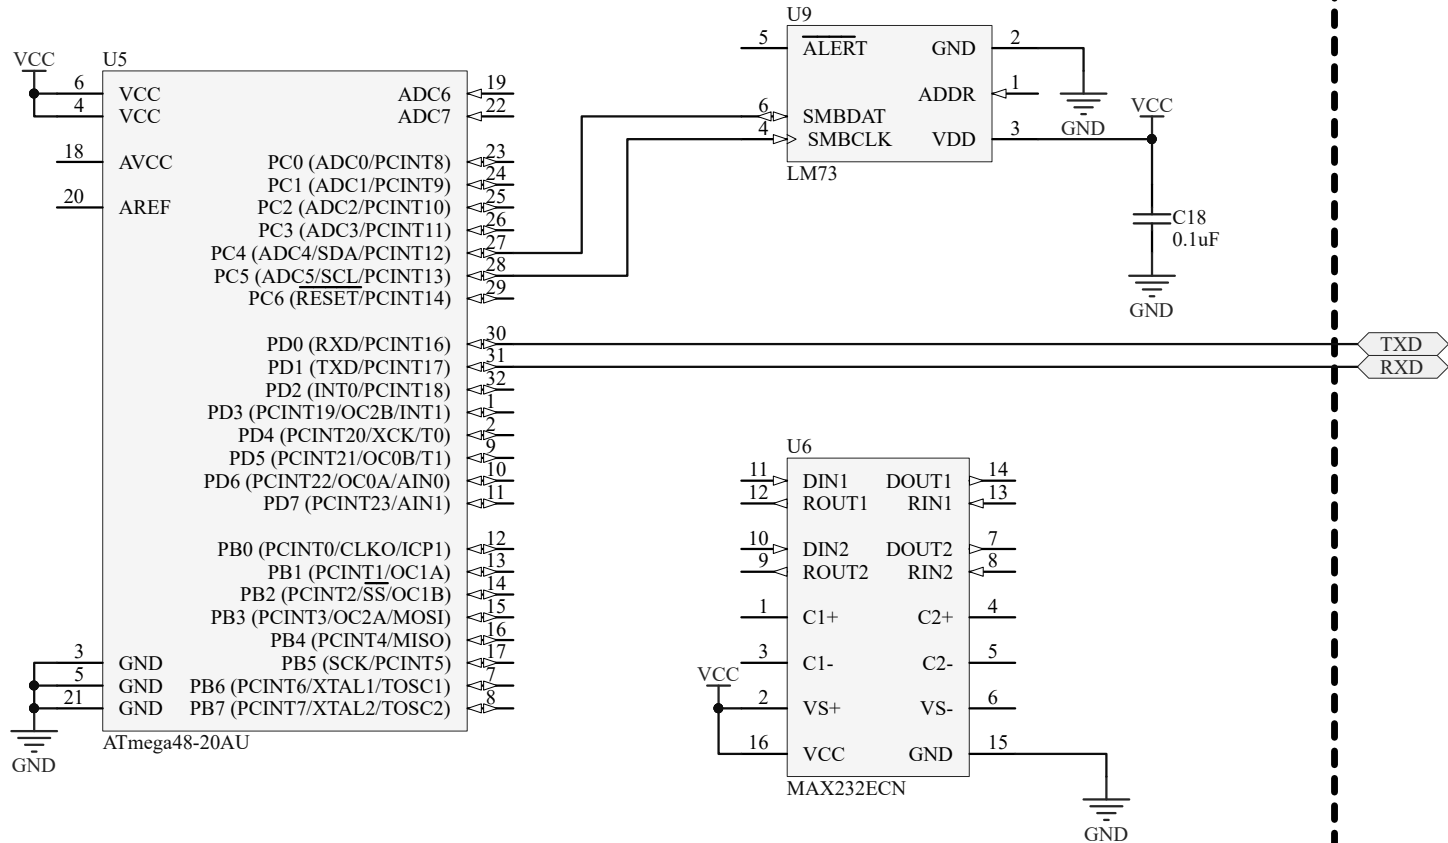 VCC
U5
6 VCC
4 VCC
18 AVCC
20 AREF
3 GND
5 GND
21 GND
GND
ADC6 19
ADC7 22
PC0 (ADC0/PCINT8) 23
PC1 (ADC1/PCINT9) 24
PC2 (ADC2/PCINT10) 25
PC3 (ADC3/PCINT11) 26
PC4 (ADC4/SDA/PCINT12) 27
PC5 (ADC5/SCL/PCINT13) 28
PC6 (RESET/PCINT14) 29
PD0 (RXD/PCINT16) 30
PD1 (TXD/PCINT17) 31
PD2 (INT0/PCINT18) 32
PD3 (PCINT19/OC2B/INT1) 1
PD4 (PCINT20/XCK/T0) 2
PD5 (PCINT21/OC0B/T1) 9
PD6 (PCINT22/OC0A/AIN0) 10
PD7 (PCINT23/AIN1) 11
PB0 (PCINT0/CLKO/ICP1) 12
PB1 (PCINT1/OC1A) 13
PB2 (PCINT2/SS/OC1B) 14
PB3 (PCINT3/OC2A/MOSI) 15
PB4 (PCINT4/MISO) 16
PB5 (SCK/PCINT5) 17
PB6 (PCINT6/XTAL1/TOSC1) 7
PB7 (PCINT7/XTAL2/TOSC2) 8
ATmega48-20AU
U9
5 ALERT GND 2
ADDR 1
6 SMBDAT
4 SMBCLK VDD 3
LM73
GND
VCC
C18
0.1uF
GND
TXD
RXD
U6
11 DIN1 DOUT1 14
12 ROUT1 RIN1 13
10 DIN2 DOUT2 7
9 ROUT2 RIN2 8
1 C1+ C2+ 4
3 C1- C2- 5
VCC
2 VS+ VS- 6
16 VCC GND 15
MAX232ECN
GND